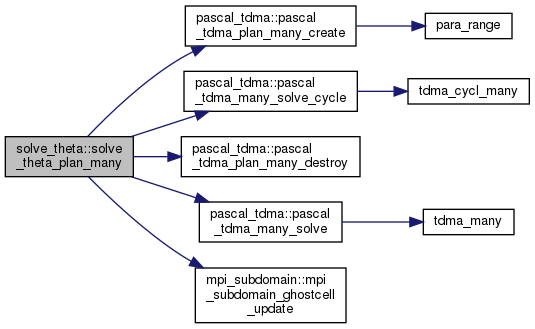 pascal_tdma::pascal
_tdma_plan_many_create
para_range
pascal_tdma::pascal
_tdma_many_solve_cycle
tdma_cycl_many
solve_theta::solve
_theta_plan_many
pascal_tdma::pascal
_tdma_plan_many_destroy
pascal_tdma::pascal
_tdma_many_solve
tdma_many
mpi_subdomain::mpi
_subdomain_ghostcell
_update